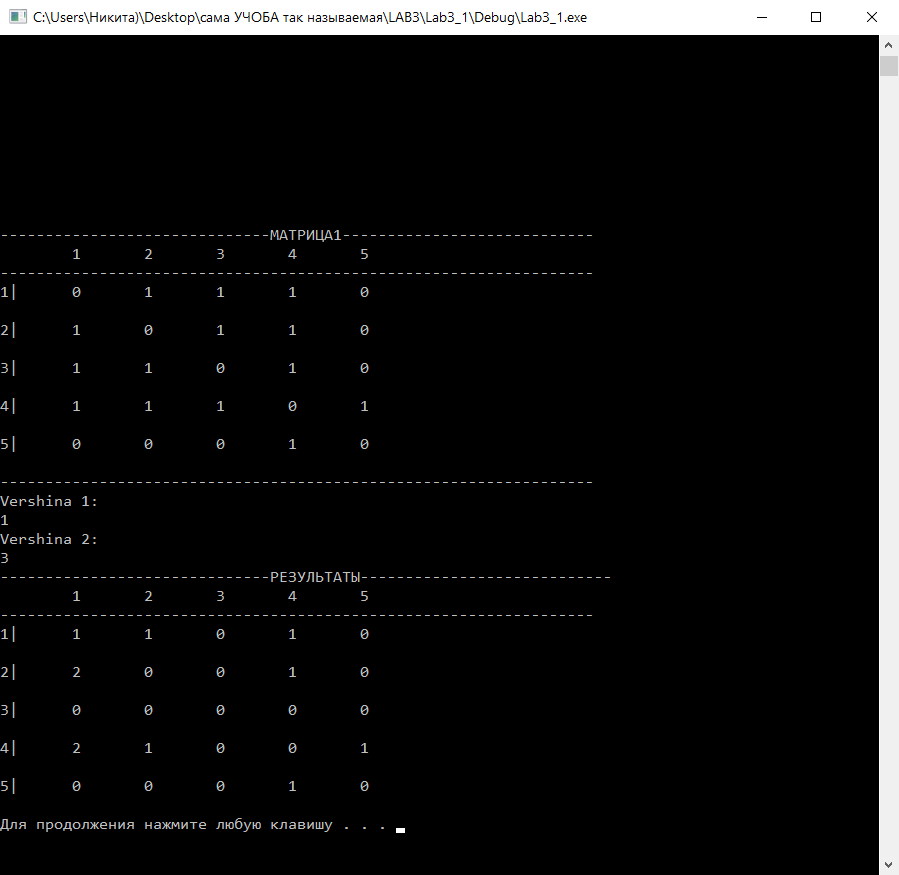 C:\Users\Никита)\Desktop\сама УЧОБА так называемая\LAB3\Lab3_1\Debug\Lab3_1.exe
------------------------------МАТРИЦА1----------------------------
        1       2       3       4       5
------------------------------------------------------------------
1|      0       1       1       1       0
2|      1       0       1       1       0
3|      1       1       0       1       0
4|      1       1       1       0       1
5|      0       0       0       1       0
------------------------------------------------------------------
Vershina 1:
1
Vershina 2:
3
------------------------------РЕЗУЛЬТАТЫ----------------------------
        1       2       3       4       5
------------------------------------------------------------------
1|      1       1       0       1       0
2|      2       0       0       1       0
3|      0       0       0       0       0
4|      2       1       0       0       1
5|      0       0       0       1       0
Для продолжения нажмите любую клавишу . . .